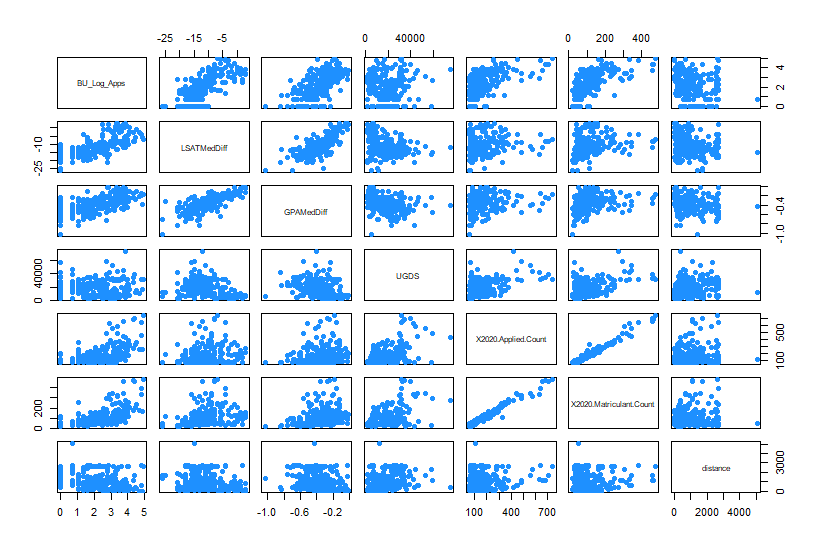 -25 -15 -5 0 40000 0 200 400
BU_Log_Apps 0 2 4
-25 -10 LSATMedDiff
GPAMedDiff -1.0 -0.4
0 40000 UGDS
X2020.Applied.Count 100 500
0 200 X2020.Matriculant.Count
distance 0 3000
0 1 2 3 4 5 -1.0 -0.6 -0.2 100 400 700 0 2000 4000